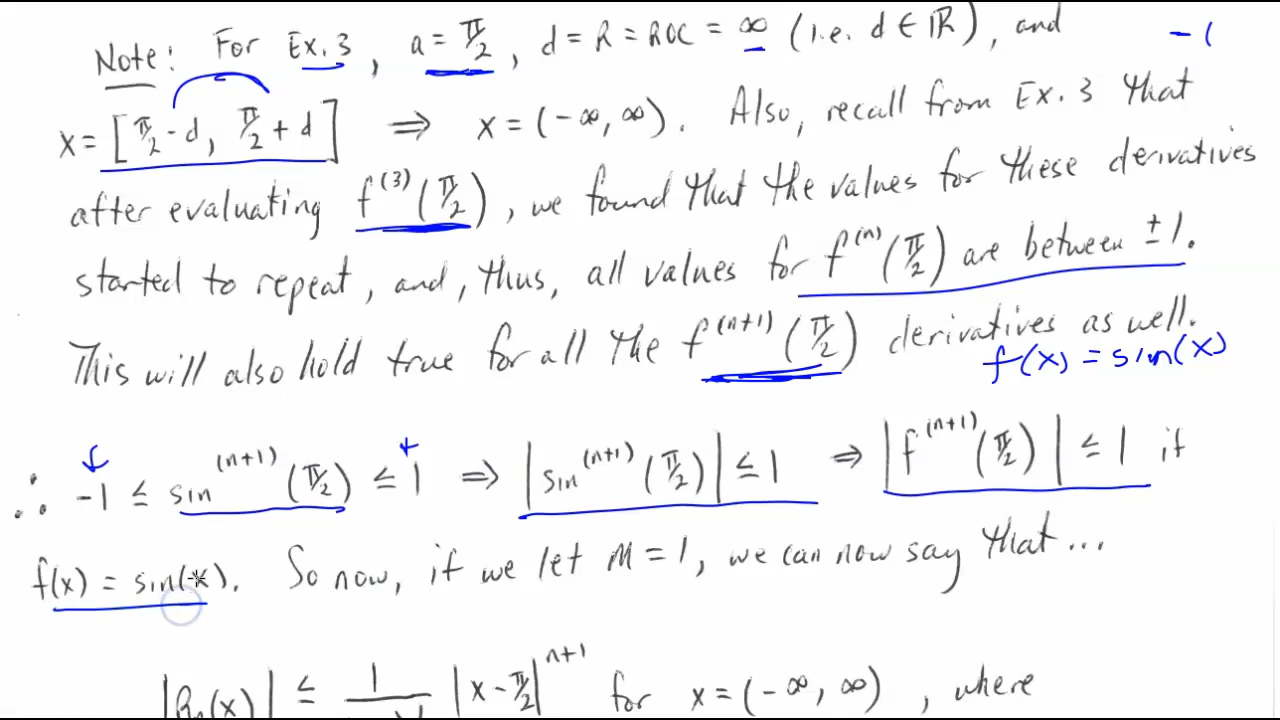 Note: For Ex. 3, a = π/2, d = R = ROC = ∞ (i.e. d ∈ ℝ), and
-1
x = [π/2 - d, π/2 + d] ⟹ x = (-∞, ∞). Also, recall from Ex. 3 that
after evaluating f^(3)(π/2), we found that the values for these derivatives
started to repeat, and, thus, all values for f^(n)(π/2) are between ±1.
This will also hold true for all the f^(n+1)(π/2) derivatives as well.
f(x) = sin(x)
∴ -1 ≤ sin^(n+1)(π/2) ≤ 1 ⟹ |sin^(n+1)(π/2)| ≤ 1 ⟹ |f^(n+1)(π/2)| ≤ 1 if
f(x) = sin(x). So now, if we let M = 1, we can now say that...
|Rn(x)| ≤ 1 |x - π/2|^n+1 for x = (-∞, ∞), where